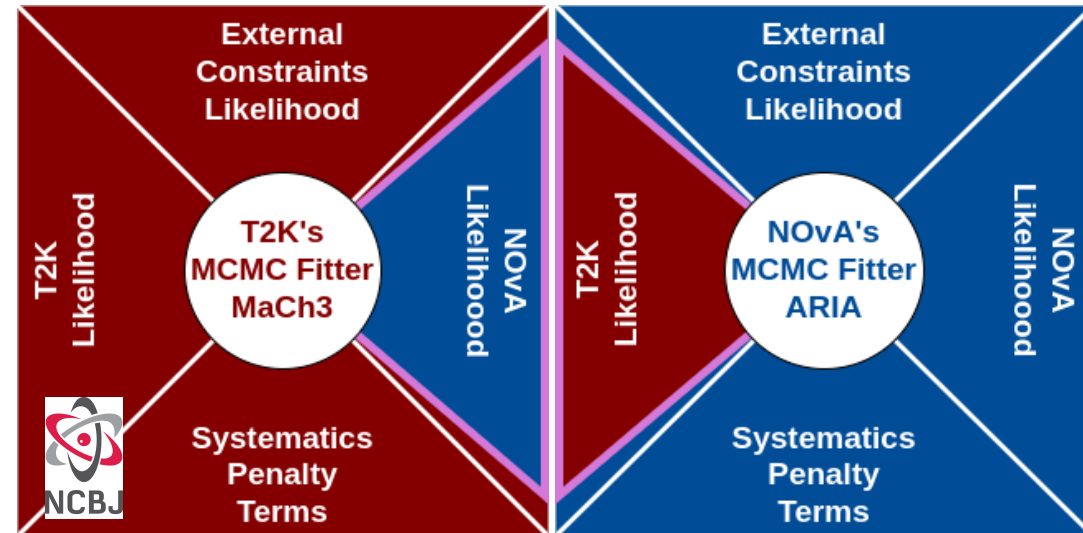 External
Constraints
Likelihood
T2K
Likelihood
T2K's
MCMC Fitter
MaCh3
NOvA
Likelihoood
Systematics
Penalty
Terms
NCBJ
External
Constraints
Likelihood
T2K
Likelihood
NOvA's
MCMC Fitter
ARIA
NOvA
Likelihoood
Systematics
Penalty
Terms